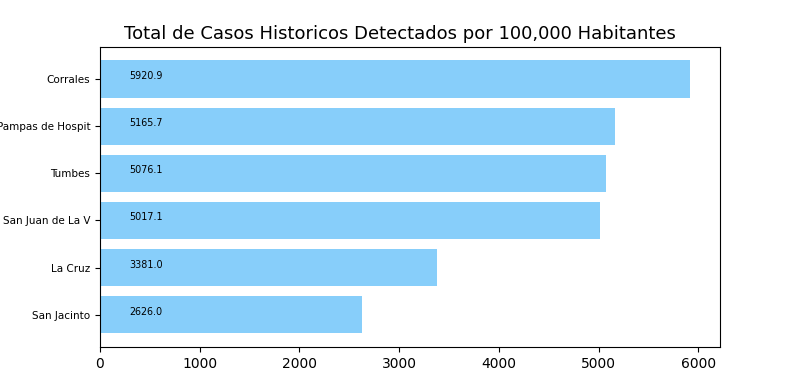 Total de Casos Historicos Detectados por 100,000 Habitantes
Corrales 5920.9
Pampas de Hospit 5165.7
Tumbes 5076.1
San Juan de La V 5017.1
La Cruz 3381.0
San Jacinto 2626.0
0 1000 2000 3000 4000 5000 6000